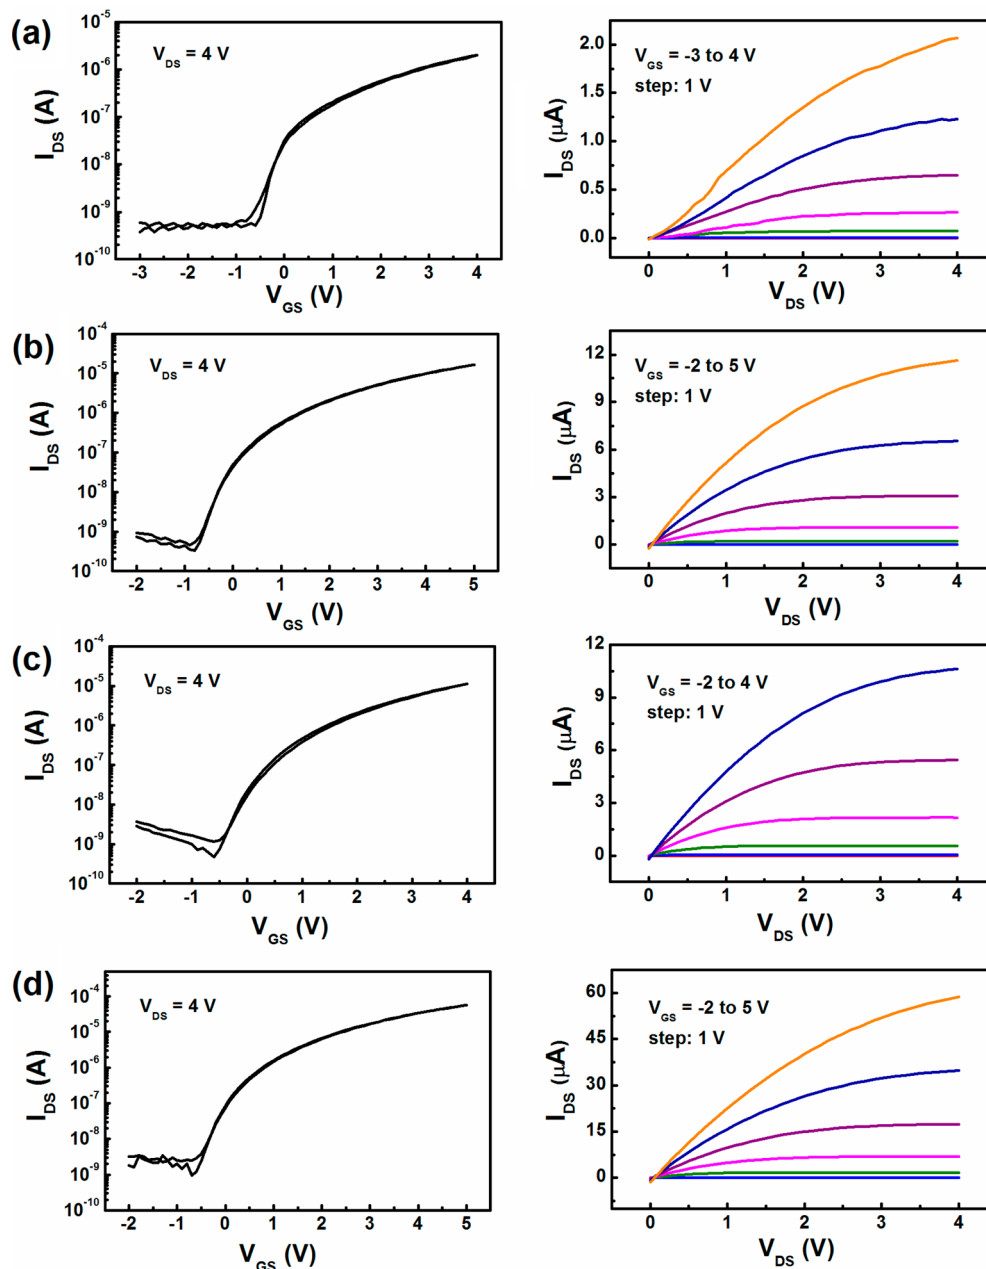 (a)
V_DS = 4 V
I_DS (A)
10^-5
10^-6
10^-7
10^-8
10^-9
10^-10
-3 -2 -1 0 1 2 3 4
V_GS (V)
V_GS = -3 to 4 V
step: 1 V
I_DS (μA)
2.0
1.5
1.0
0.5
0.0
0 1 2 3 4
V_DS (V)
(b)
V_DS = 4 V
I_DS (A)
10^-4
10^-5
10^-6
10^-7
10^-8
10^-9
10^-10
-2 -1 0 1 2 3 4 5
V_GS (V)
V_GS = -2 to 5 V
step: 1 V
I_DS (μA)
12
9
6
3
0
0 1 2 3 4
V_DS (V)
(c)
V_DS = 4 V
I_DS (A)
10^-4
10^-5
10^-6
10^-7
10^-8
10^-9
10^-10
-2 -1 0 1 2 3 4
V_GS (V)
V_GS = -2 to 4 V
step: 1 V
I_DS (μA)
12
9
6
3
0
0 1 2 3 4
V_DS (V)
(d)
V_DS = 4 V
I_DS (A)
10^-4
10^-5
10^-6
10^-7
10^-8
10^-9
10^-10
-2 -1 0 1 2 3 4 5
V_GS (V)
V_GS = -2 to 5 V
step: 1 V
I_DS (μA)
60
45
30
15
0
0 1 2 3 4
V_DS (V)